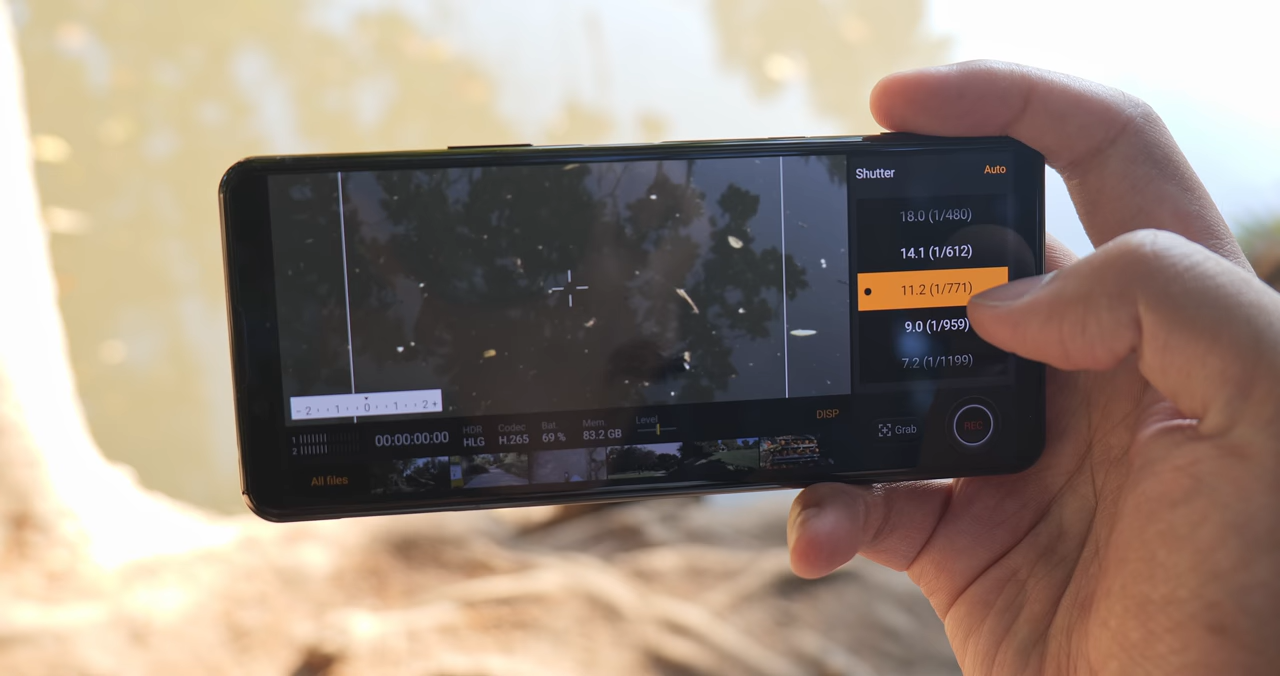 Shutter Auto
18.0 (1/480)
14.1 (1/612)
11.2 (1/771)
9.0 (1/959)
7.2 (1/1199)
-2 · · 1 · · 0 · · 1 · · 2+
DISP
1
2
00:00:00:00
HDR
HLG
Codec
H.265
Bat.
69 %
Mem.
83.2 GB
Level
Grab
REC
All files